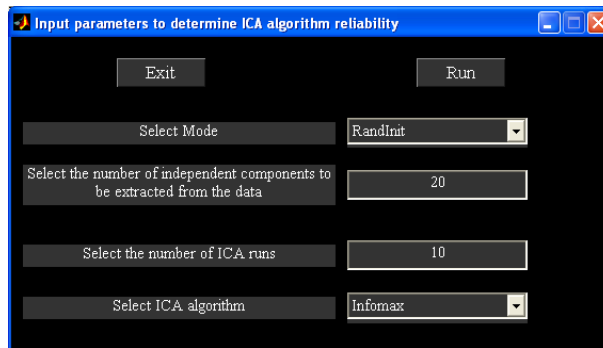 Input parameters to determine ICA algorithm reliability
Exit
Run
Select Mode
RandInit
Select the number of independent components to
be extracted from the data
20
Select the number of ICA runs
10
Select ICA algorithm
Infomax